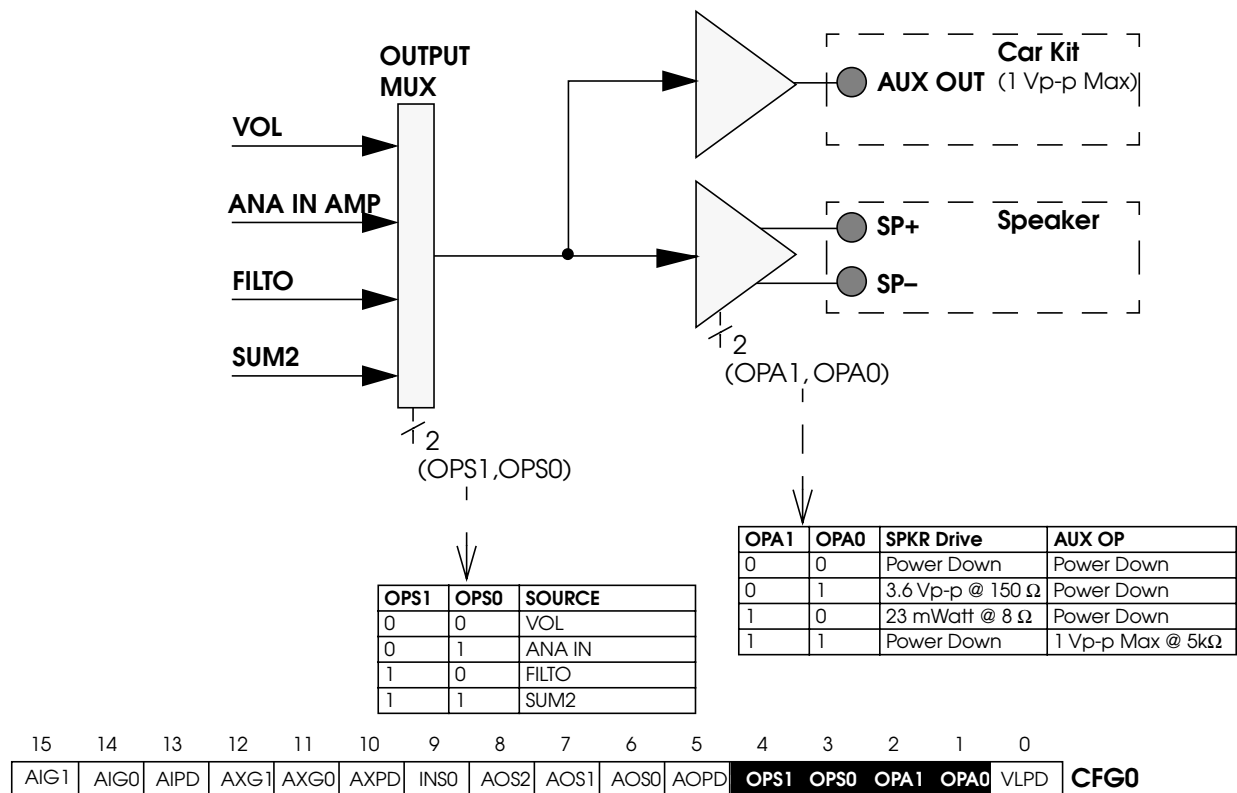 OUTPUT
MUX
VOL
ANA IN AMP
FILTO
SUM2
2
(OPS1,OPS0)
Car Kit
AUX OUT (1 Vp-p Max)
Speaker
SP+
SP–
2
(OPA1, OPA0)
OPA1 OPA0 SPKR Drive AUX OP
0 0 Power Down Power Down
0 1 3.6 Vp-p @ 150 Ω Power Down
1 0 23 mWatt @ 8 Ω Power Down
1 1 Power Down 1 Vp-p Max @ 5kΩ
OPS1 OPS0 SOURCE
0 0 VOL
0 1 ANA IN
1 0 FILTO
1 1 SUM2
15 14 13 12 11 10 9 8 7 6 5 4 3 2 1 0
AIG1 AIG0 AIPD AXG1 AXG0 AXPD INS0 AOS2 AOS1 AOS0 AOPD OPS1 OPS0 OPA1 OPA0 VLPD CFG0